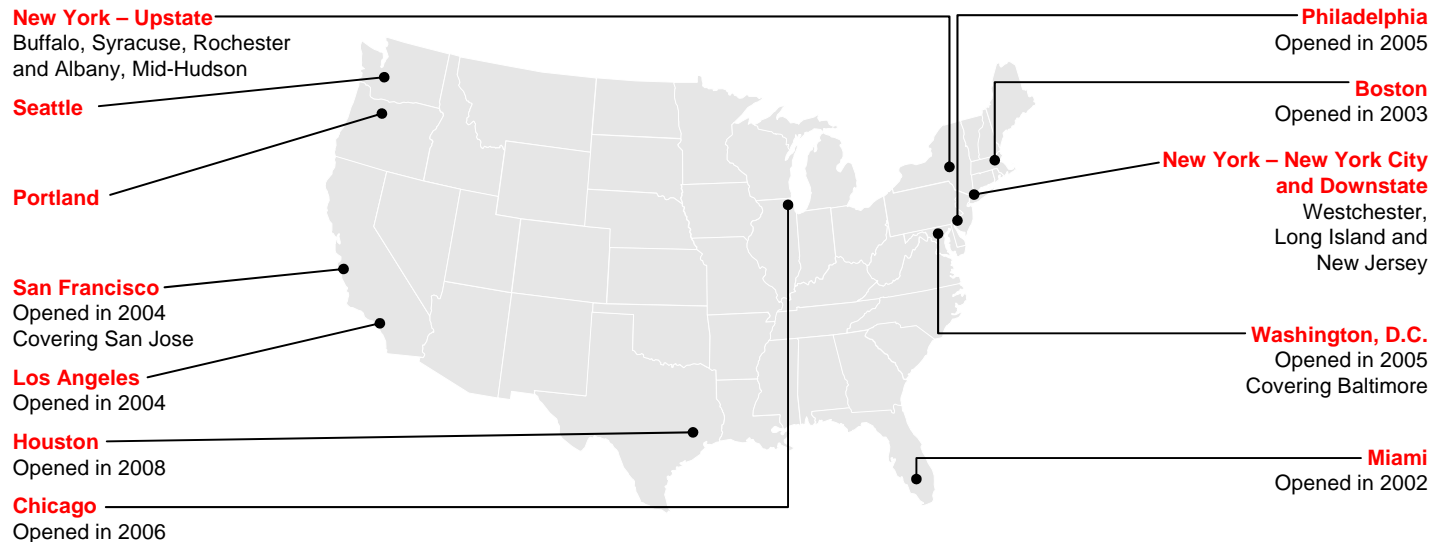 New York – Upstate
Buffalo, Syracuse, Rochester
and Albany, Mid-Hudson
Seattle
Portland
San Francisco
Opened in 2004
Covering San Jose
Los Angeles
Opened in 2004
Houston
Opened in 2008
Chicago
Opened in 2006
Philadelphia
Opened in 2005
Boston
Opened in 2003
New York – New York City
and Downstate
Westchester,
Long Island and
New Jersey
Washington, D.C.
Opened in 2005
Covering Baltimore
Miami
Opened in 2002